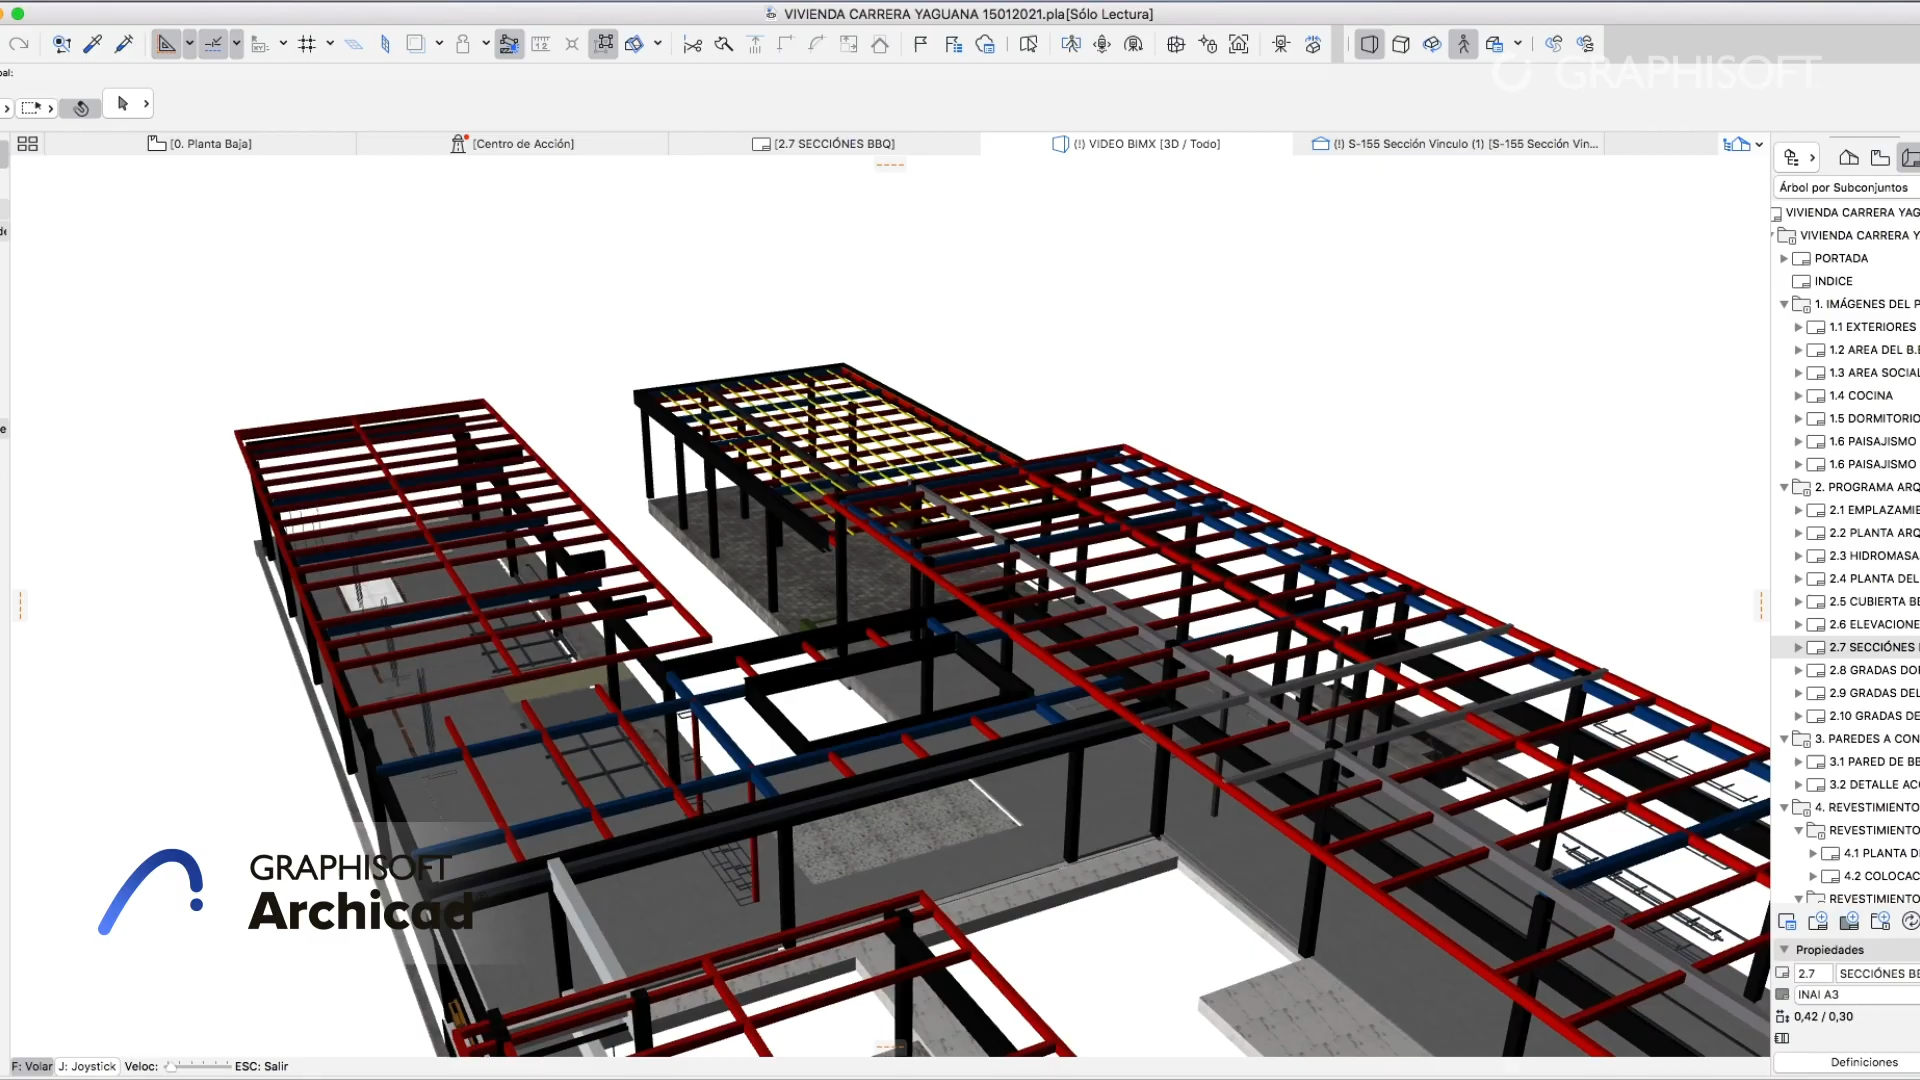 VIVIENDA CARRERA YAGUANA 15012021.pla[Sólo Lectura]
GRAPHISOFT
pal:
[0. Planta Baja]
[Centro de Acción]
[2.7 SECCIÓNES BBQ]
(!) VIDEO BIMX [3D / Todo]
(!) S-155 Sección Vinculo (1) [S-155 Sección Vin...
Árbol por Subconjuntos
VIVIENDA CARRERA YAG
VIVIENDA CARRERA Y
PORTADA
INDICE
1. IMÁGENES DEL P
1.1 EXTERIORES
1.2 AREA DEL B.B
1.3 AREA SOCIAL
1.4 COCINA
1.5 DORMITORIO
1.6 PAISAJISMO
1.6 PAISAJISMO
2. PROGRAMA ARQ
2.1 EMPLAZAMIE
2.2 PLANTA ARQ
2.3 HIDROMASA
2.4 PLANTA DEL
2.5 CUBIERTA BB
2.6 ELEVACIONE
2.7 SECCIÓNES
2.8 GRADAS DOR
2.9 GRADAS DEL
2.10 GRADAS DE
3. PAREDES A CON
3.1 PARED DE BB
3.2 DETALLE ACC
4. REVESTIMIENTO
REVESTIMIENTO
4.1 PLANTA D
4.2 COLOCAC
REVESTIMIENTO
Propiedades
2.7 SECCIÓNES BB
INAI A3
0,42 / 0,30
Definiciones
GRAPHISOFT
Archicad
F: Volar J: Joystick Veloc: ESC: Salir